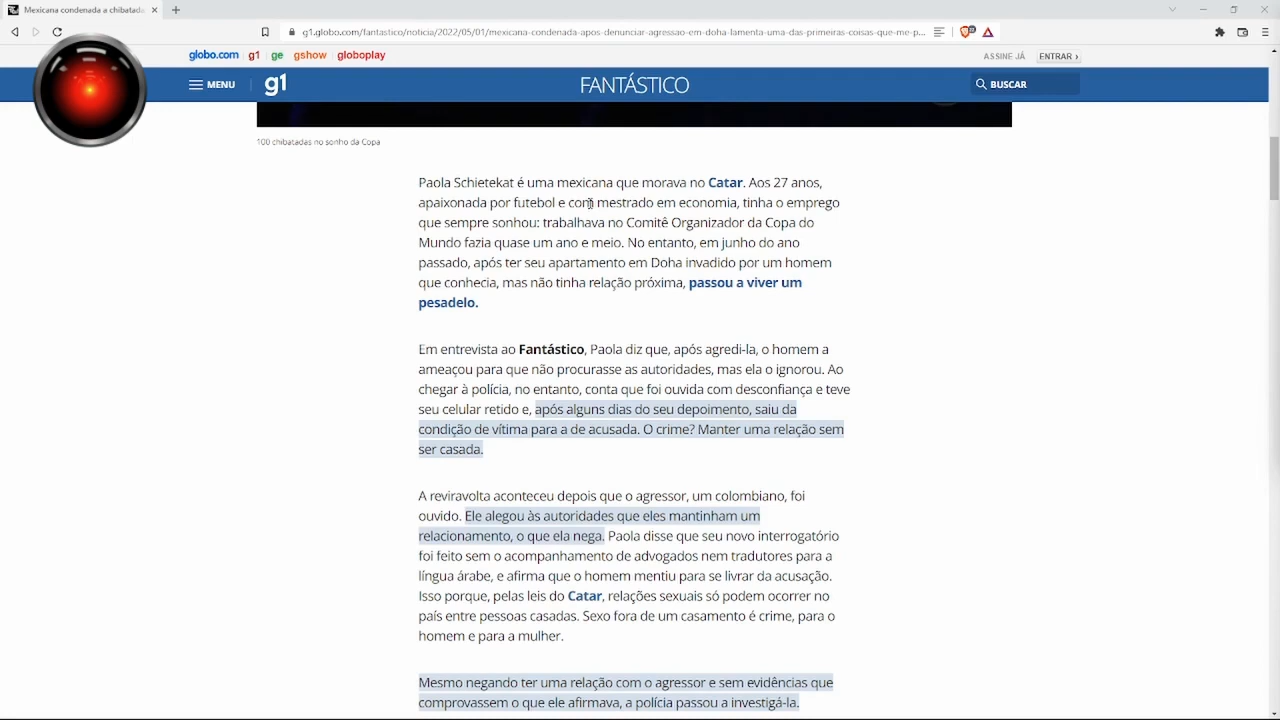 Mexicana condenada a chibatada
g1.globo.com/fantastico/noticia/2022/05/01/mexicana-condenada-apos-denunciar-agressao-em-doha-lamenta-uma-das-primeiras-coisas-que-me-p...
globo.com g1 ge gshow globoplay ASSINE JÁ ENTRAR ›
MENU g1 FANTÁSTICO BUSCAR
100 chibatadas no sonho da Copa
Paola Schietekat é uma mexicana que morava no Catar. Aos 27 anos,
apaixonada por futebol e com mestrado em economia, tinha o emprego
que sempre sonhou: trabalhava no Comitê Organizador da Copa do
Mundo fazia quase um ano e meio. No entanto, em junho do ano
passado, após ter seu apartamento em Doha invadido por um homem
que conhecia, mas não tinha relação próxima, passou a viver um
pesadelo.
Em entrevista ao Fantástico, Paola diz que, após agredi-la, o homem a
ameaçou para que não procurasse as autoridades, mas ela o ignorou. Ao
chegar à polícia, no entanto, conta que foi ouvida com desconfiança e teve
seu celular retido e, após alguns dias do seu depoimento, saiu da
condição de vítima para a de acusada. O crime? Manter uma relação sem
ser casada.
A reviravolta aconteceu depois que o agressor, um colombiano, foi
ouvido. Ele alegou às autoridades que eles mantinham um
relacionamento, o que ela nega. Paola disse que seu novo interrogatório
foi feito sem o acompanhamento de advogados nem tradutores para a
língua árabe, e afirma que o homem mentiu para se livrar da acusação.
Isso porque, pelas leis do Catar, relações sexuais só podem ocorrer no
país entre pessoas casadas. Sexo fora de um casamento é crime, para o
homem e para a mulher.
Mesmo negando ter uma relação com o agressor e sem evidências que
comprovassem o que ele afirmava, a polícia passou a investigá-la.